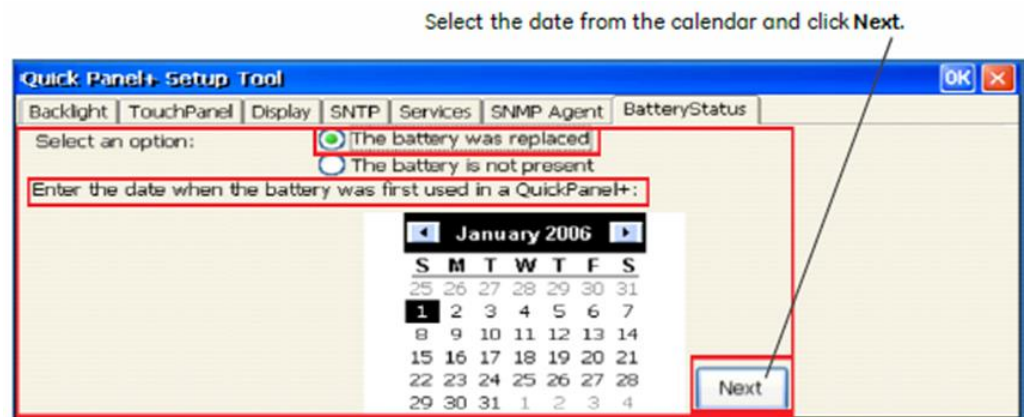 Select the date from the calendar and click Next.
Quick Panel+ Setup Tool OK
Backlight TouchPanel Display SNTP Services SNMP Agent BatteryStatus
Select an option: The battery was replaced
The battery is not present
Enter the date when the battery was first used in a QuickPanel+:
January 2006
S M T W T F S
25 26 27 28 29 30 31
1 2 3 4 5 6 7
8 9 10 11 12 13 14
15 16 17 18 19 20 21
22 23 24 25 26 27 28
29 30 31 1 2 3 4
Next